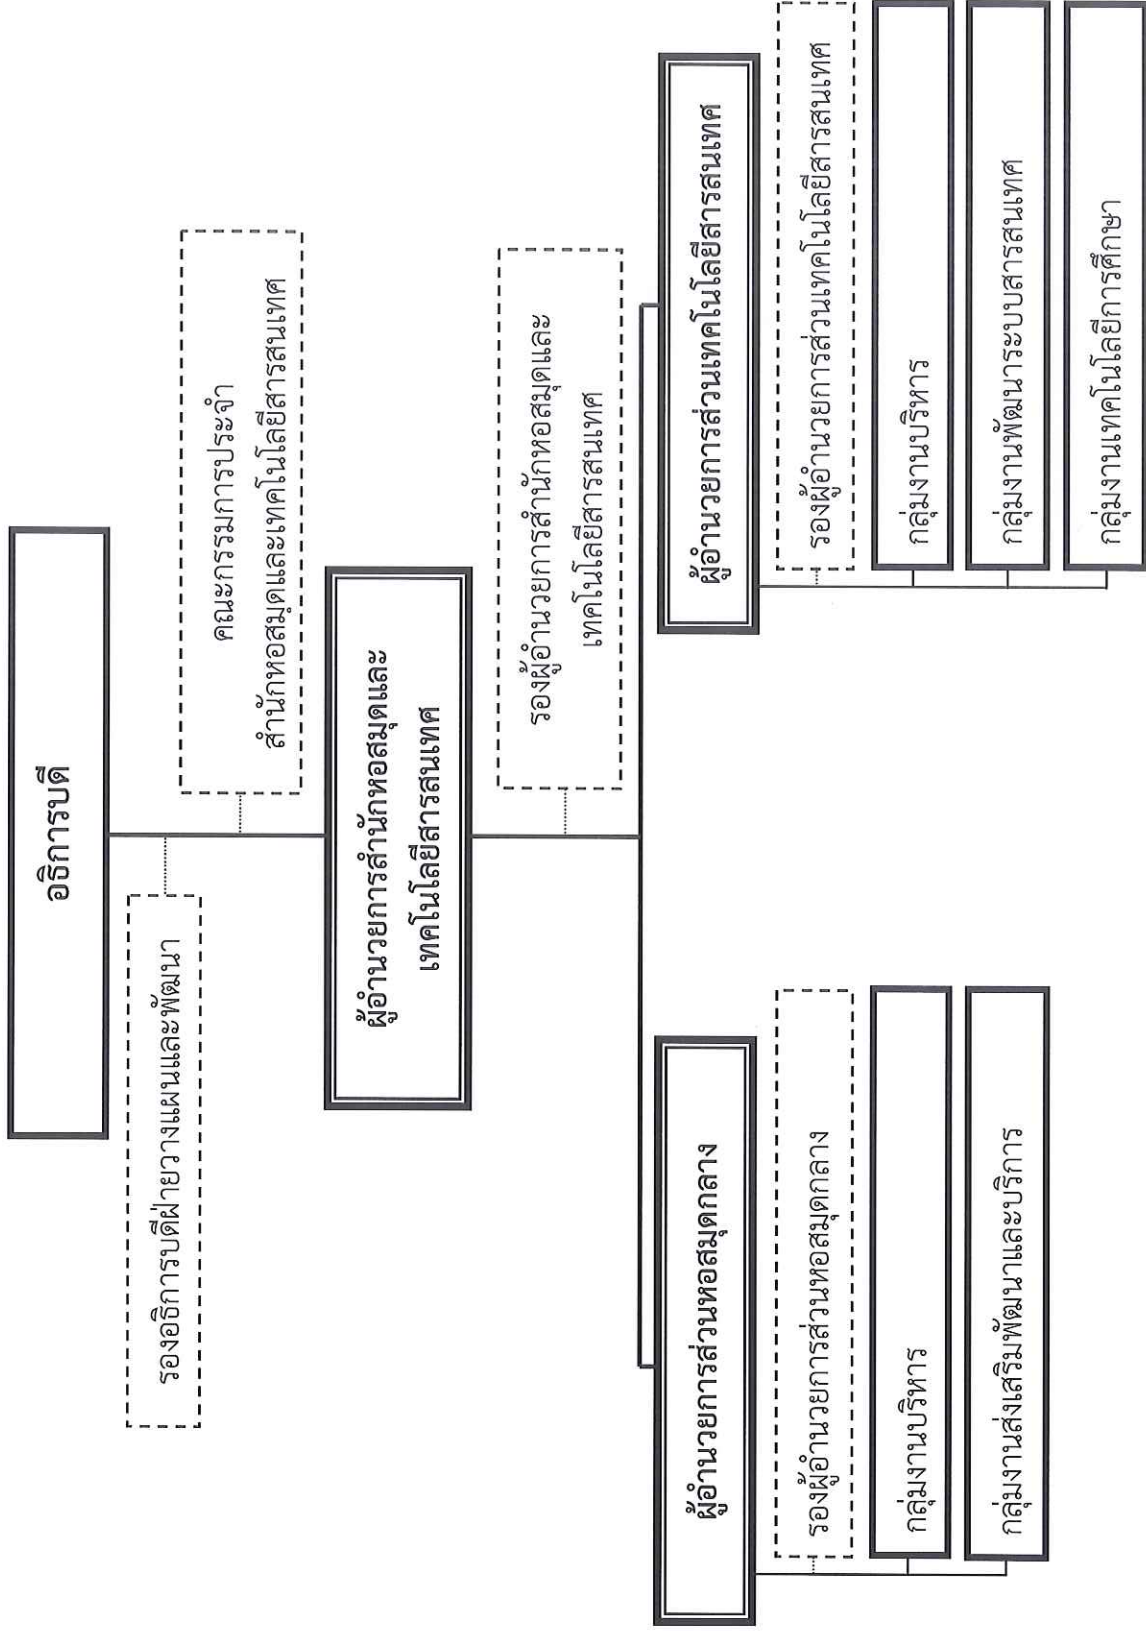 อธิการบดี
รองอธิการบดีฝ่ายวางแผนและพัฒนา
คณะกรรมการประจำ
สำนักหอสมุดและเทคโนโลยีสารสนเทศ
ผู้อำนวยการสำนักหอสมุดและ
เทคโนโลยีสารสนเทศ
รองผู้อำนวยการสำนักหอสมุดและ
เทคโนโลยีสารสนเทศ
ผู้อำนวยการส่วนหอสมุดกลาง
รองผู้อำนวยการส่วนหอสมุดกลาง
กลุ่มงานบริหาร
กลุ่มงานส่งเสริมพัฒนาและบริการ
ผู้อำนวยการส่วนเทคโนโลยีสารสนเทศ
รองผู้อำนวยการส่วนเทคโนโลยีสารสนเทศ
กลุ่มงานบริหาร
กลุ่มงานพัฒนาระบบสารสนเทศ
กลุ่มงานเทคโนโลยีการศึกษา